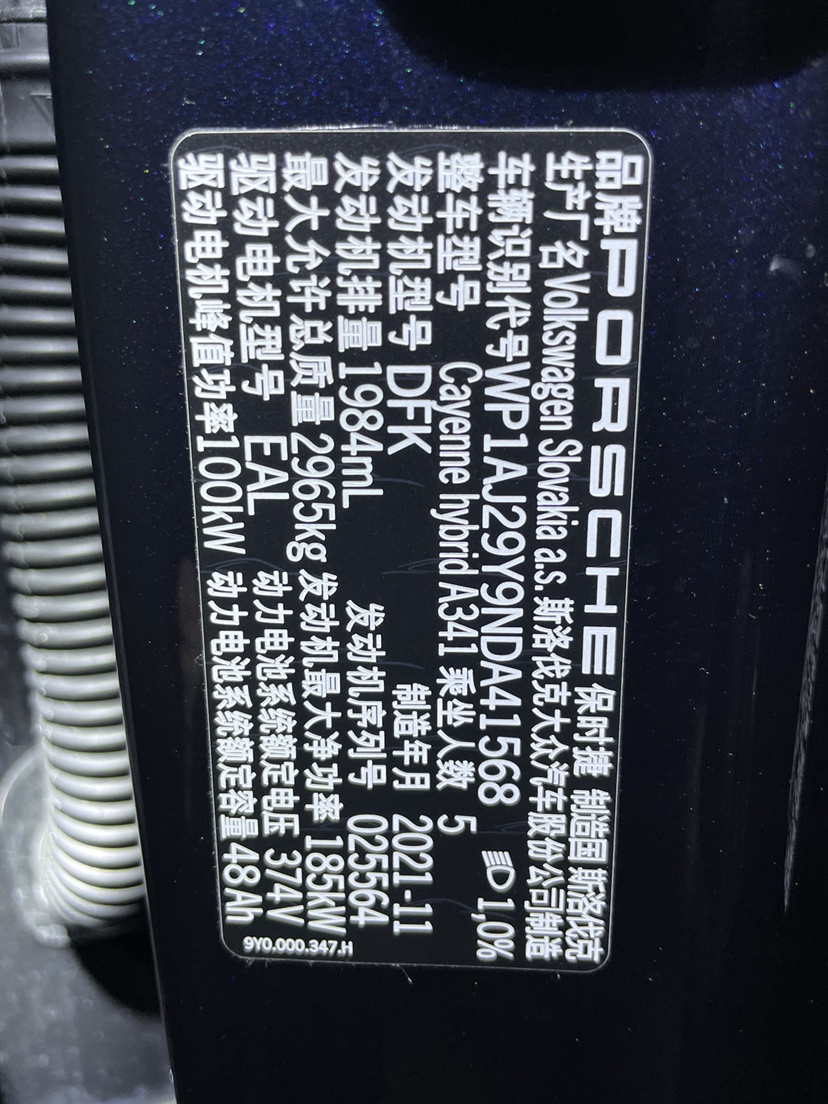 品牌 PORSCHE 保时捷 制造国 斯洛伐克
生产厂名 Volkswagen Slovakia a.s. 斯洛伐克大众汽车股份公司制造
车辆识别代号 WP1AJ29Y9NDA41568 1,0%
整车型号 Cayenne hybrid A341 乘坐人数 5
发动机型号 DFK 制造年月 2021-11
发动机排量 1984mL 发动机序列号 025564
最大允许总质量 2965kg 发动机最大净功率 185kW
驱动电机型号 EAL 动力电池系统额定电压 374V
驱动电机峰值功率 100kW 动力电池系统额定容量 48Ah
9Y0.000.347.H